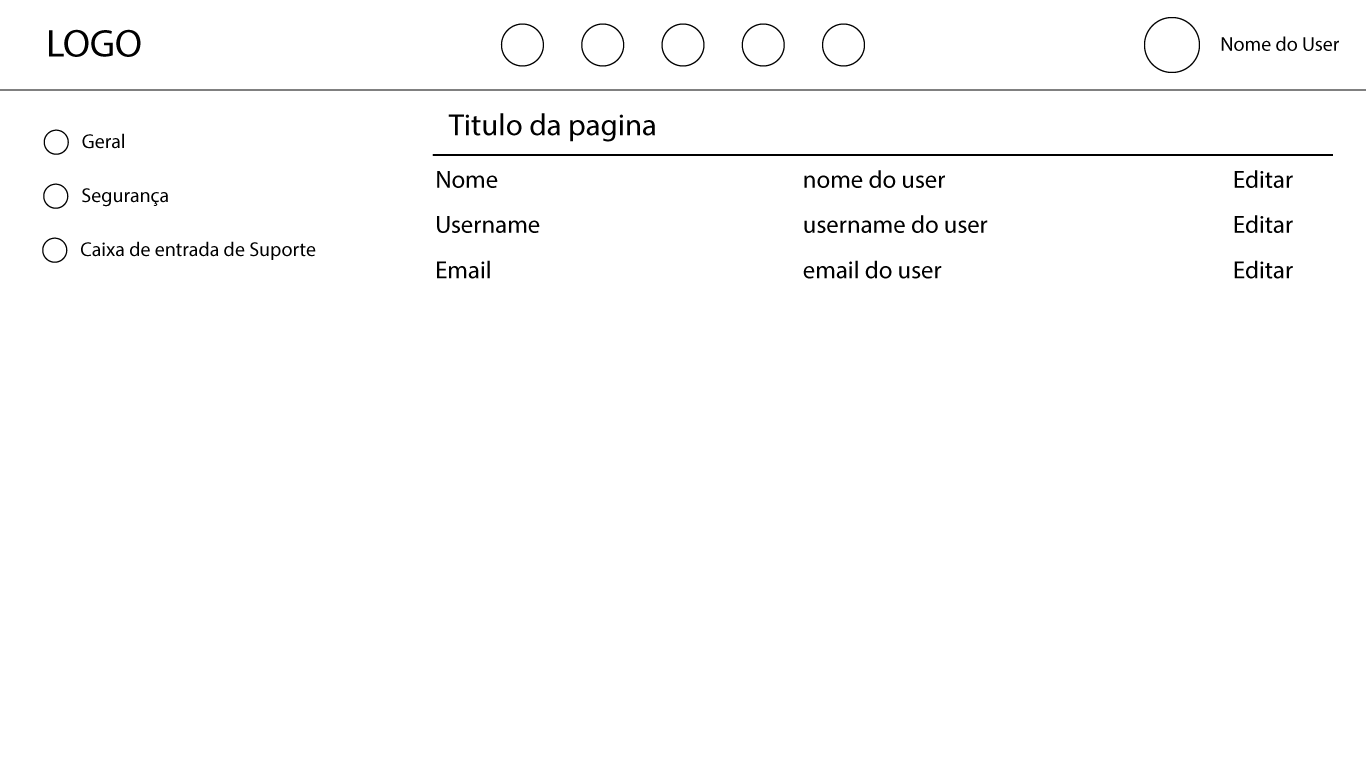 LOGO
Nome do User
Geral
Segurança
Caixa de entrada de Suporte
Titulo da pagina
Nome nome do user Editar
Username username do user Editar
Email email do user Editar